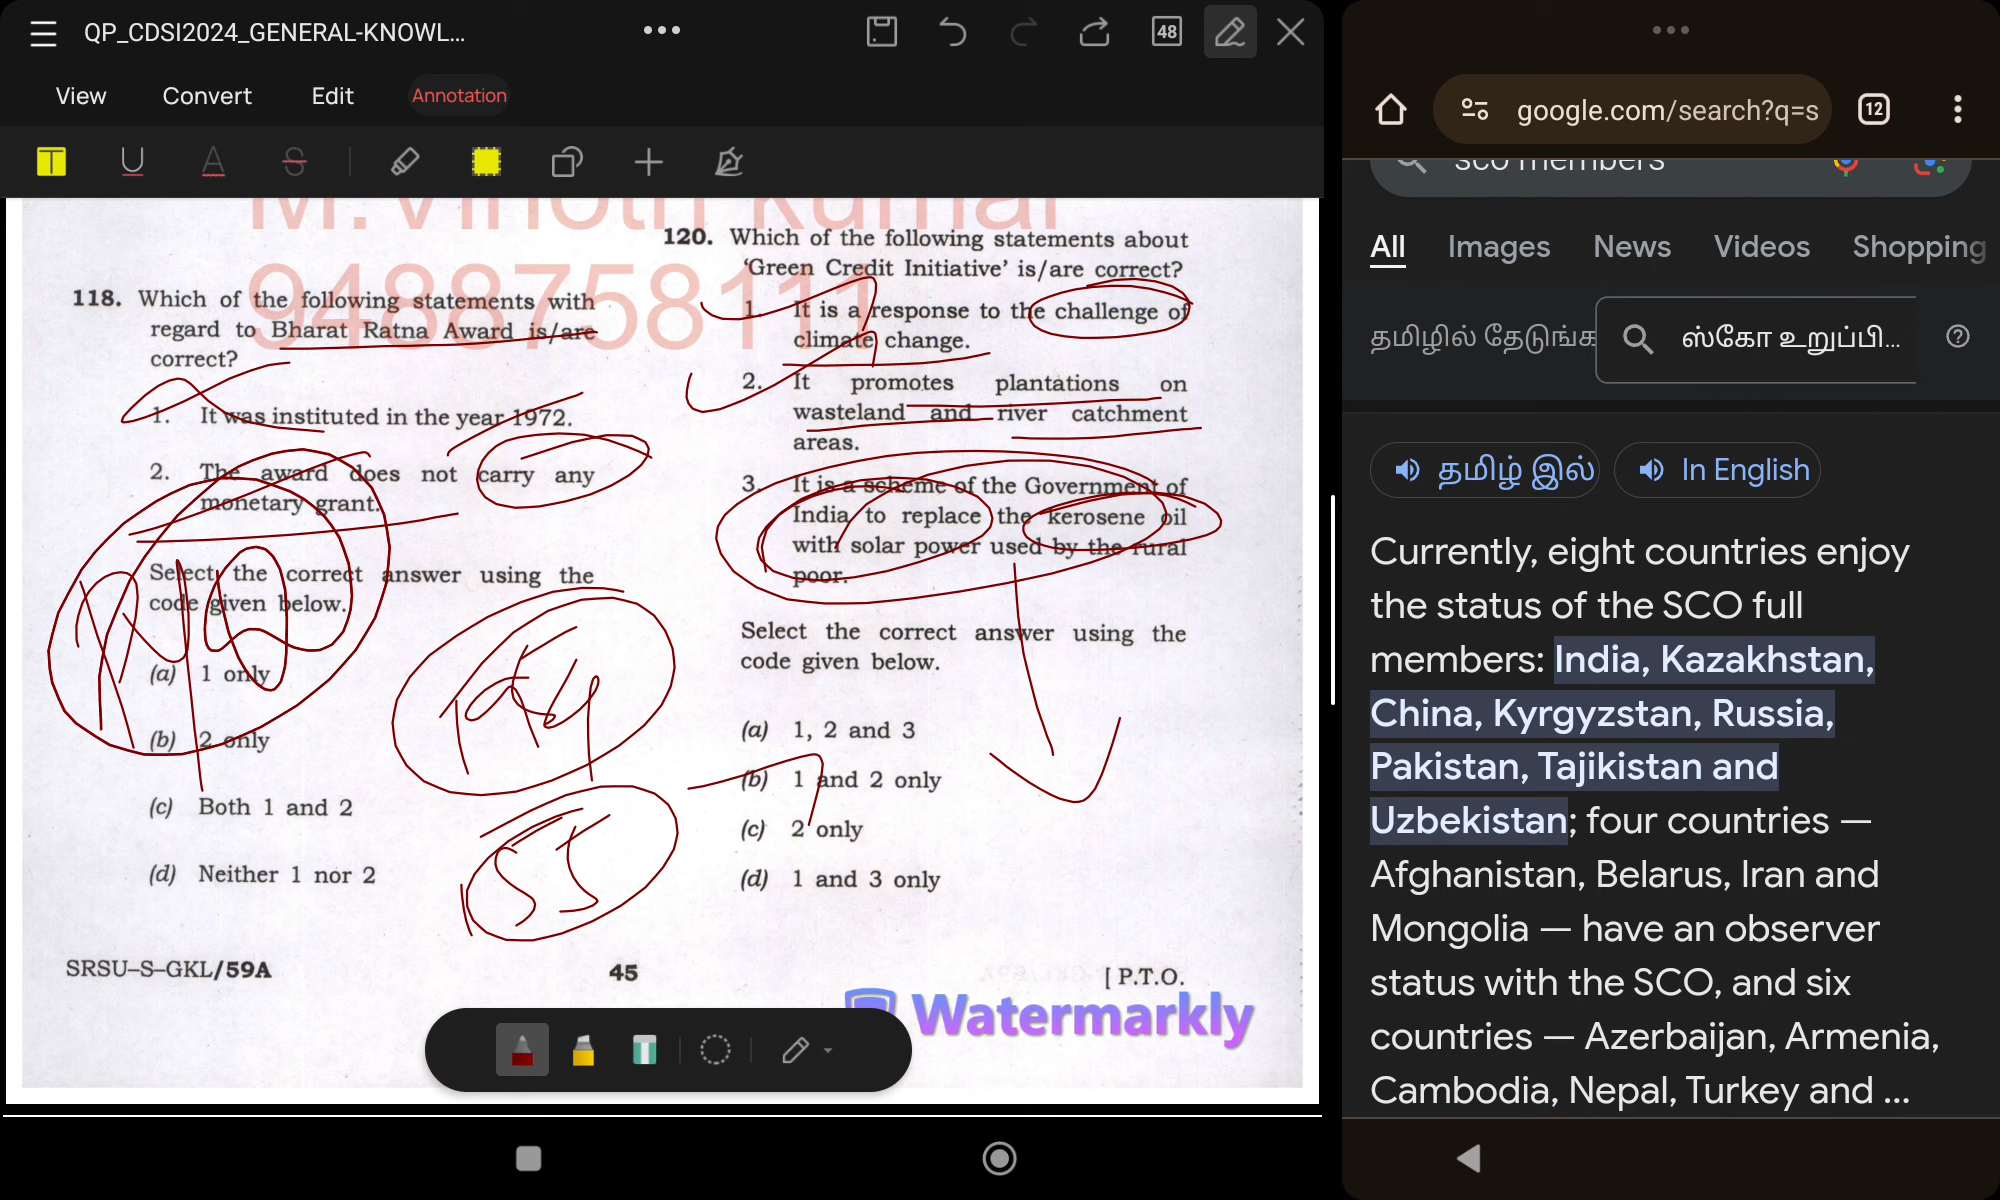 QP_CDSI2024_GENERAL-KNOWL...
48
View Convert Edit Annotation
M.Vinoth kumar
9488758111
118. Which of the following statements with
regard to Bharat Ratna Award is/are
correct?
1. It was instituted in the year 1972.
2. The award does not carry any
monetary grant.
Select the correct answer using the
code given below.
(a) 1 only
(b) 2 only
(c) Both 1 and 2
(d) Neither 1 nor 2
120. Which of the following statements about
‘Green Credit Initiative’ is/are correct?
1. It is a response to the challenge of
climate change.
2. It promotes plantations on
wasteland and river catchment
areas.
3. It is a scheme of the Government of
India to replace the kerosene oil
with solar power used by the rural
poor.
Select the correct answer using the
code given below.
(a) 1, 2 and 3
(b) 1 and 2 only
(c) 2 only
(d) 1 and 3 only
SRSU–S–GKL/59A
45
[ P.T.O.
Watermarkly
google.com/search?q=s
12
sco members
All Images News Videos Shopping
தமிழில் தேடுங்க
ஸ்கோ உறுப்பி...
தமிழ் இல்
In English
Currently, eight countries enjoy
the status of the SCO full
members: India, Kazakhstan,
China, Kyrgyzstan, Russia,
Pakistan, Tajikistan and
Uzbekistan; four countries —
Afghanistan, Belarus, Iran and
Mongolia — have an observer
status with the SCO, and six
countries — Azerbaijan, Armenia,
Cambodia, Nepal, Turkey and ...